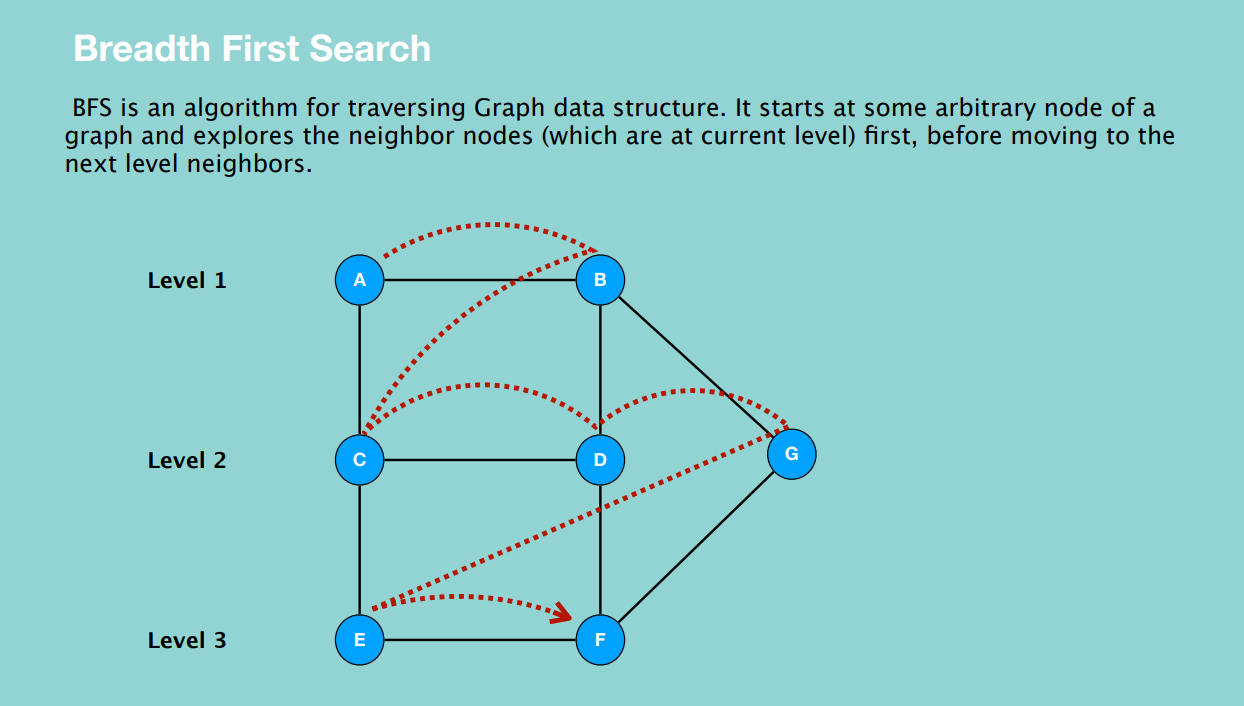 Breadth First Search
BFS is an algorithm for traversing Graph data structure. It starts at some arbitrary node of a
graph and explores the neighbor nodes (which are at current level) first, before moving to the
next level neighbors.
Level 1 A B
Level 2 C D G
Level 3 E F